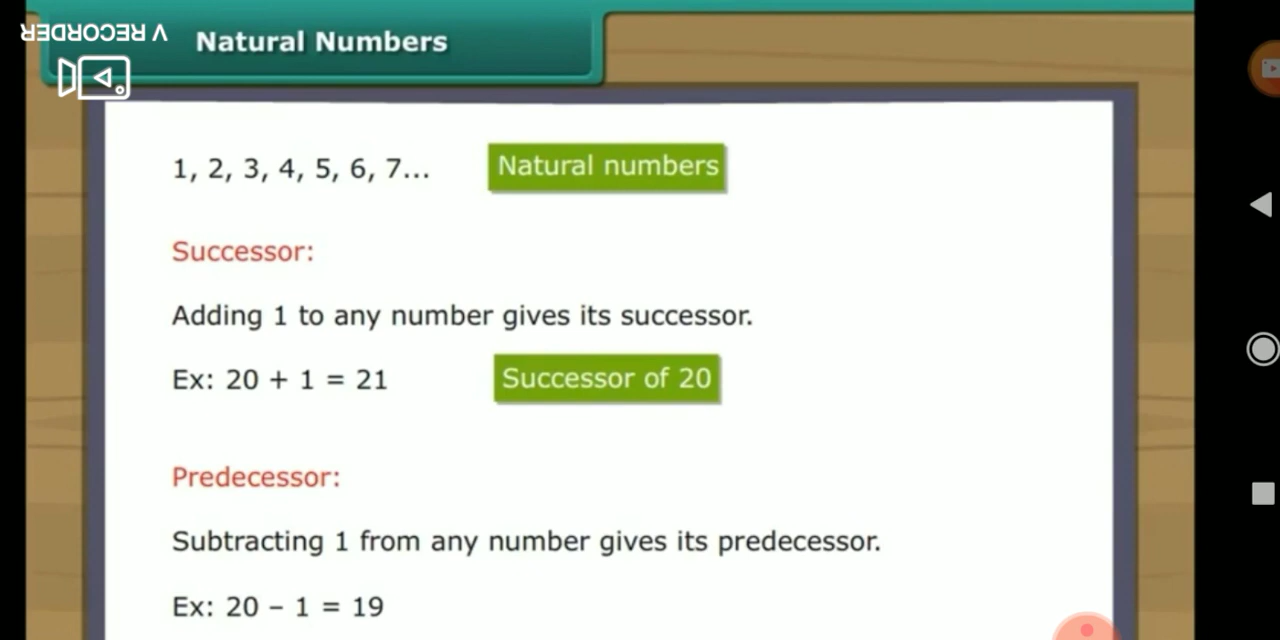 V RECORDER
Natural Numbers
1, 2, 3, 4, 5, 6, 7... Natural numbers
Successor:
Adding 1 to any number gives its successor.
Ex: 20 + 1 = 21 Successor of 20
Predecessor:
Subtracting 1 from any number gives its predecessor.
Ex: 20 – 1 = 19